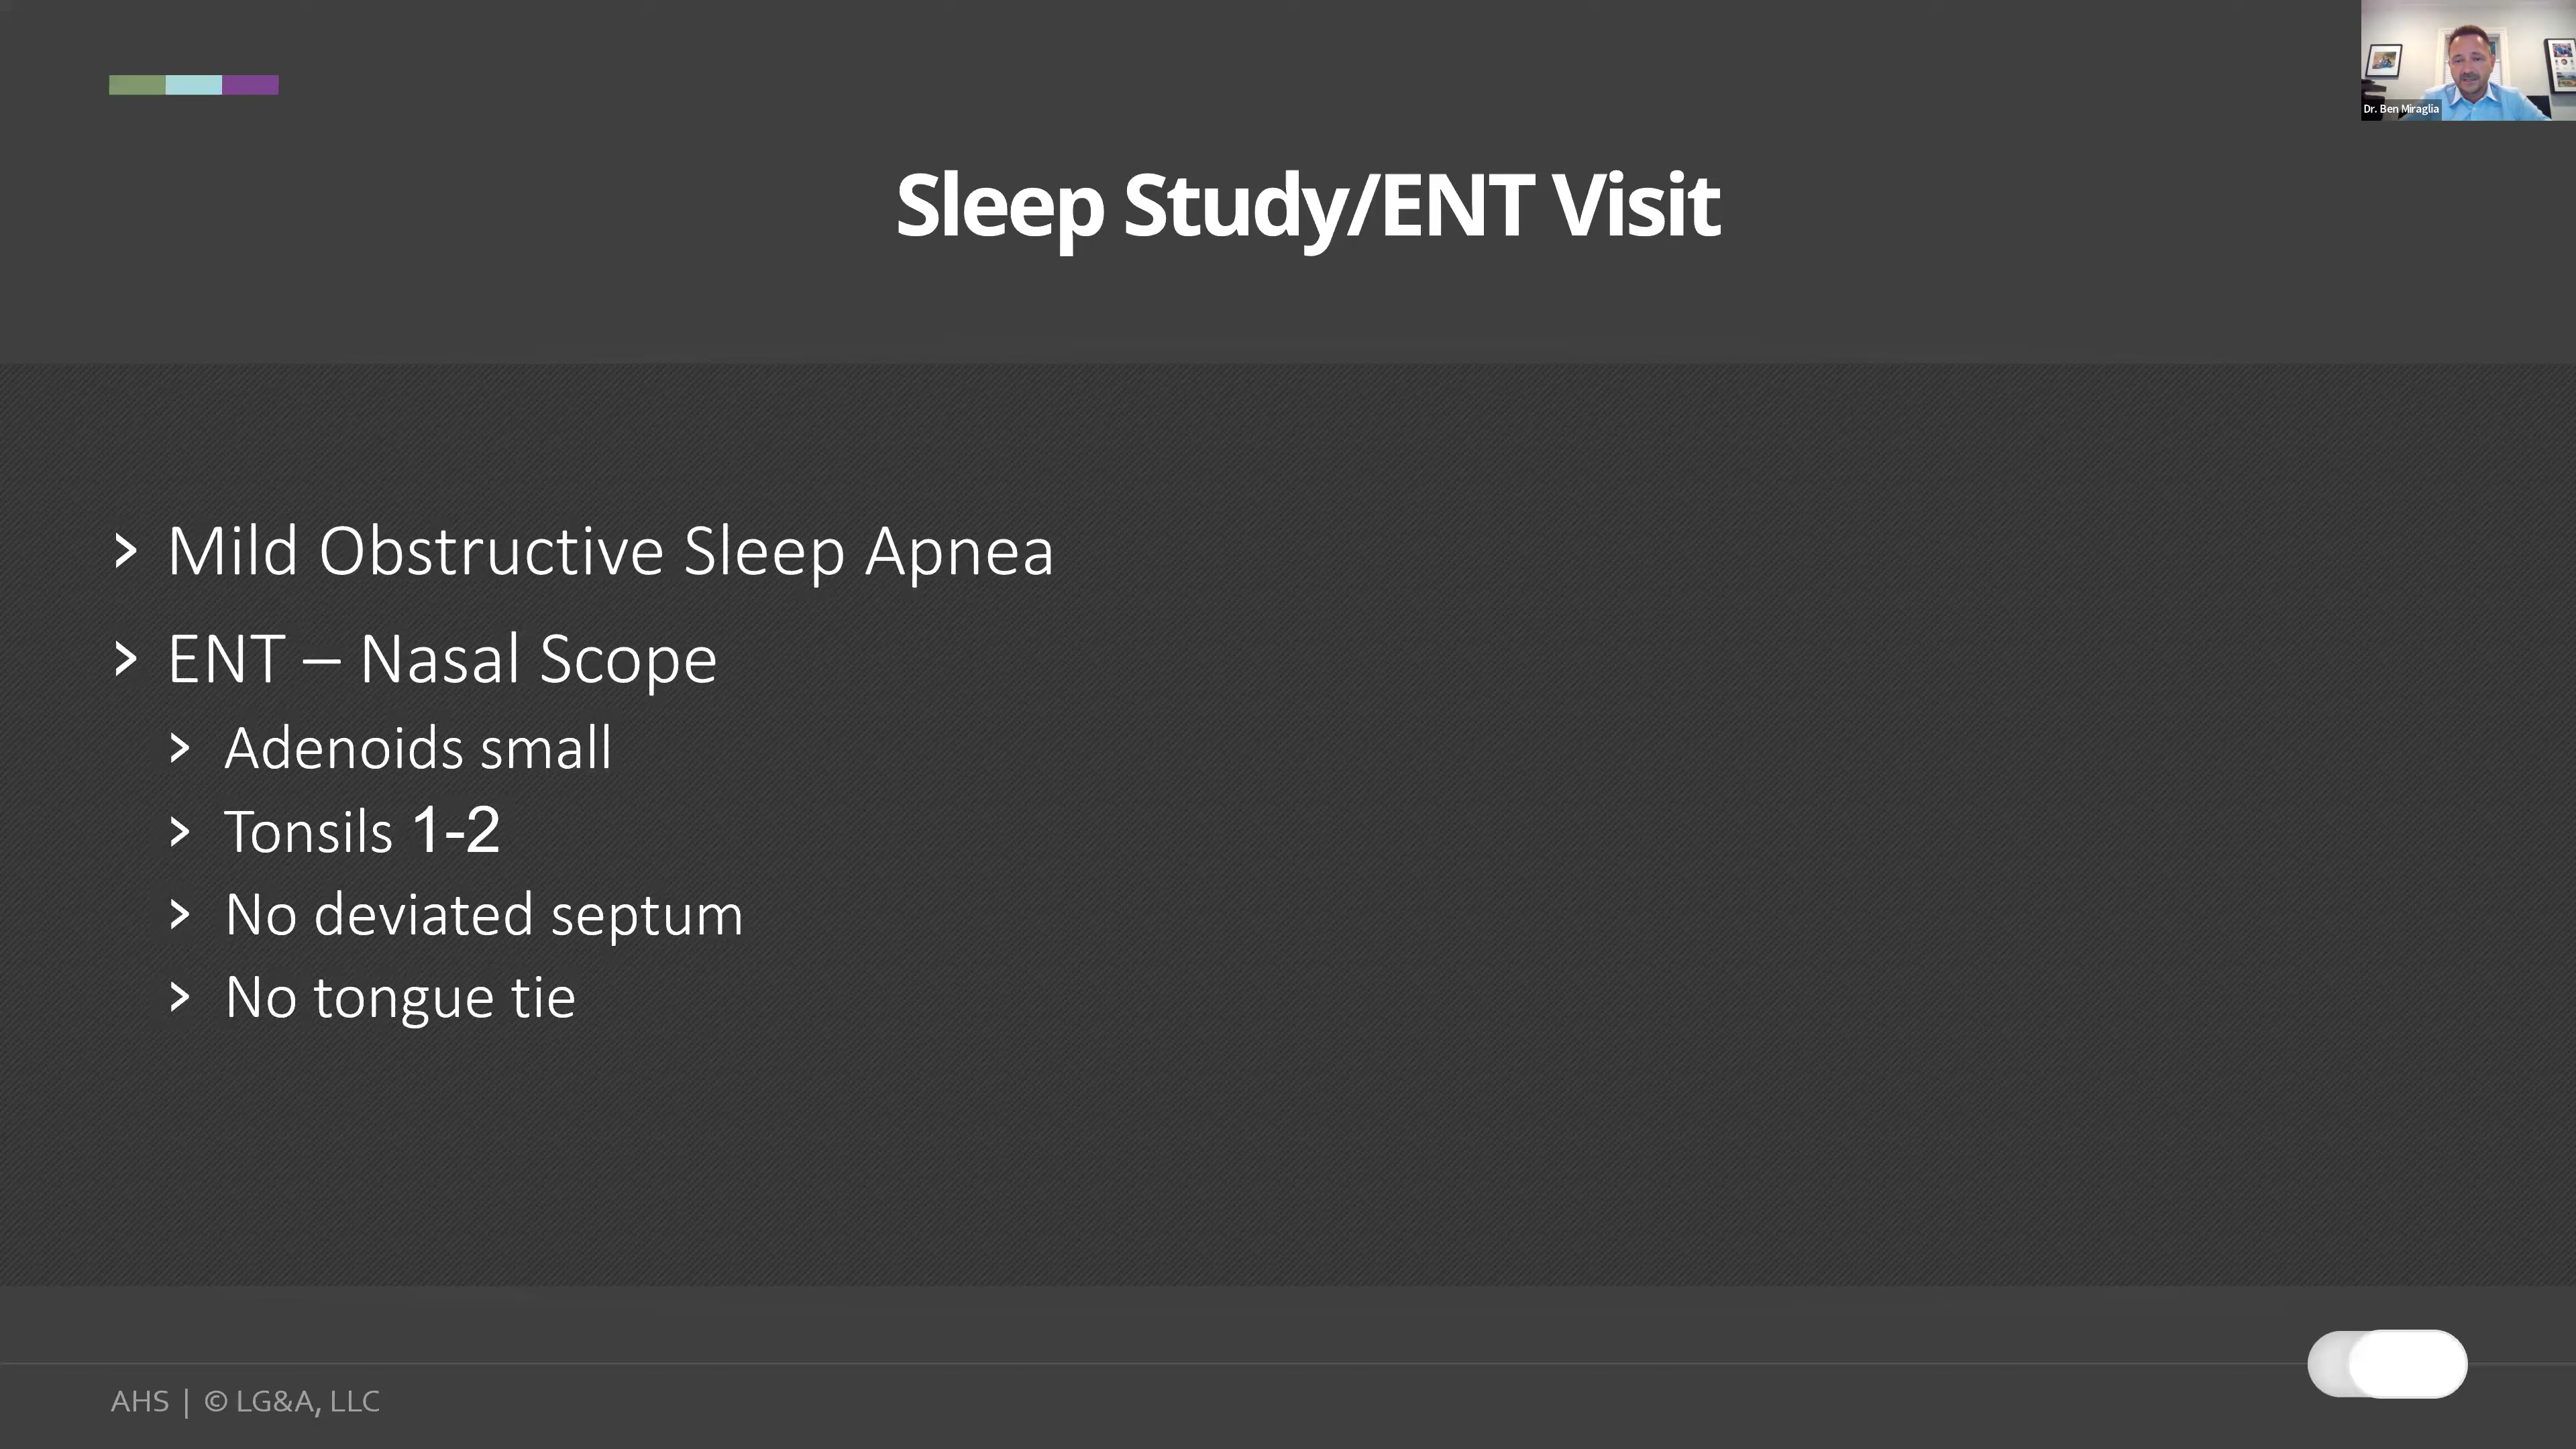 Dr. Ben Miraglia
Sleep Study/ENT Visit
> Mild Obstructive Sleep Apnea
> ENT – Nasal Scope
> Adenoids small
> Tonsils 1-2
> No deviated septum
> No tongue tie
AHS | © LG&A, LLC